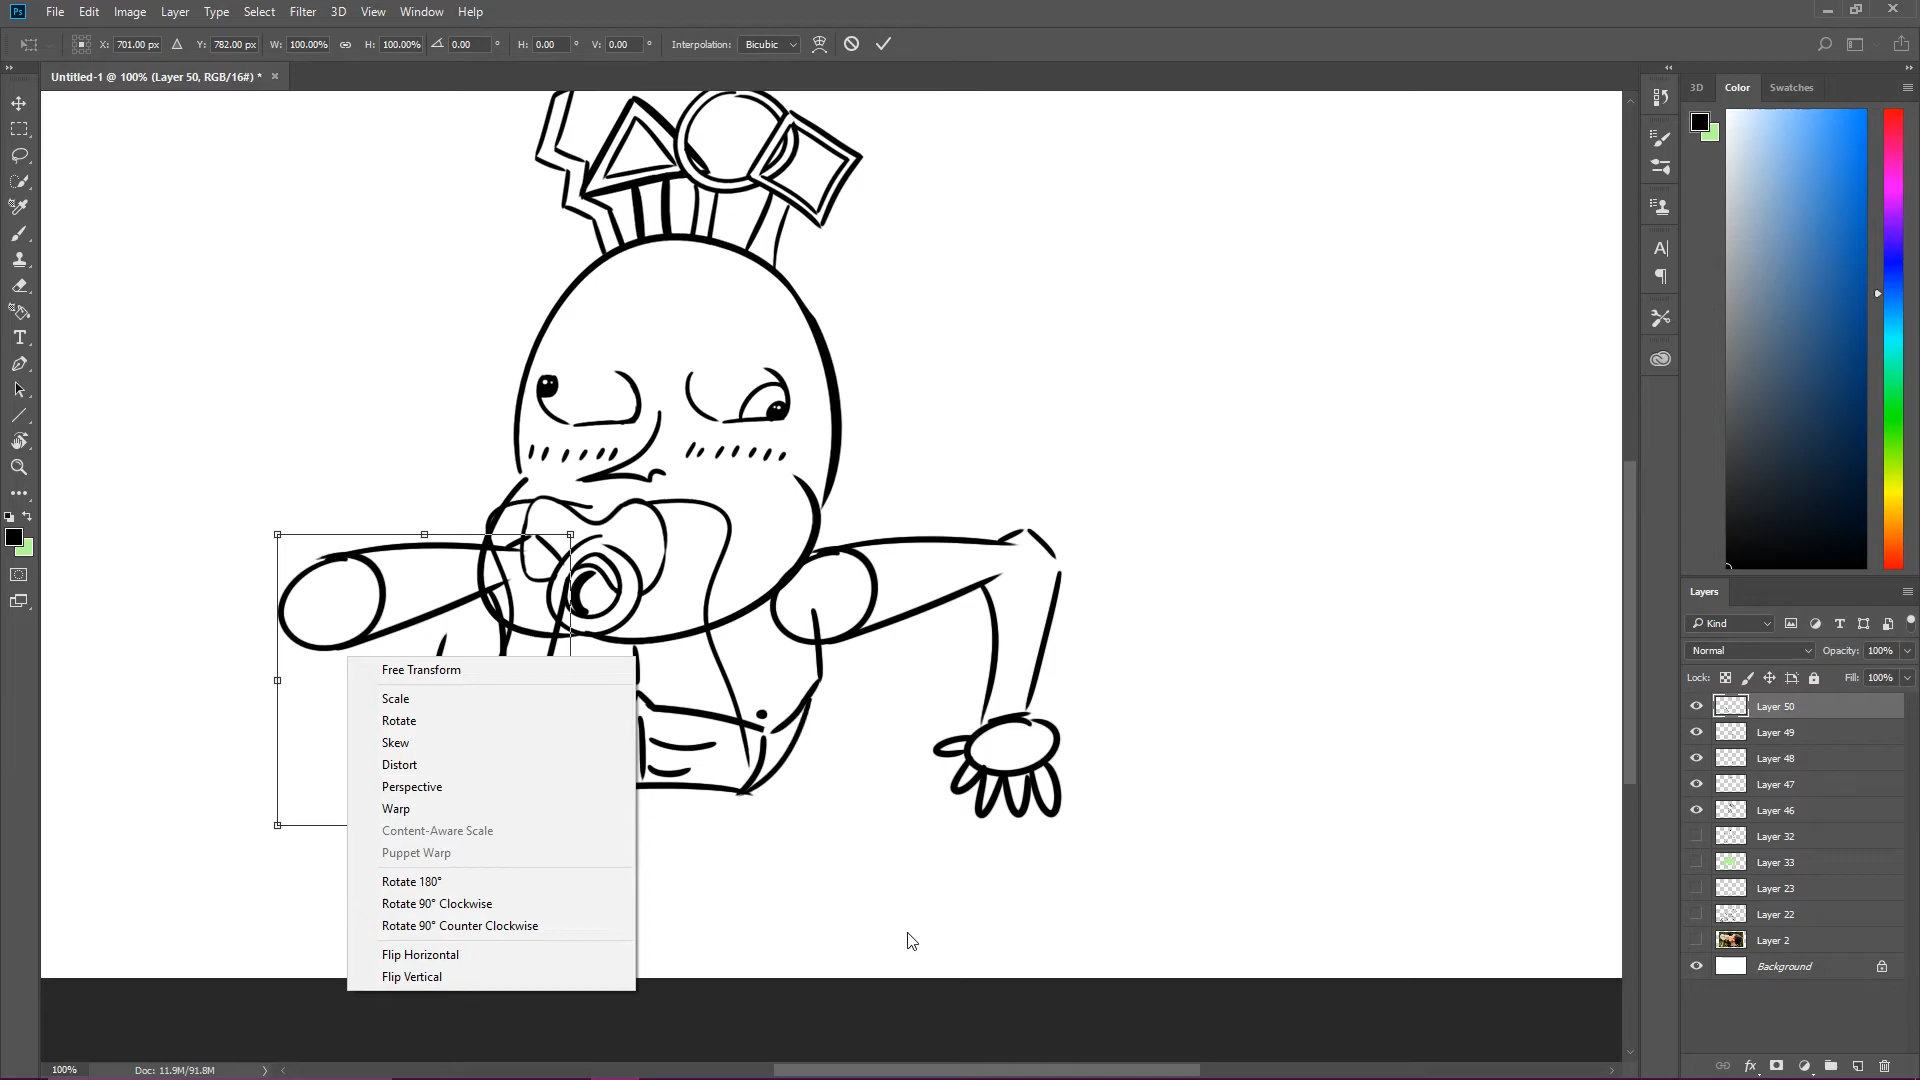 Ps File Edit Image Layer Type Select Filter 3D View Window Help
X: 701.00 px Y: 782.00 px W: 100.00% H: 100.00% 0.00 ° H: 0.00 ° V: 0.00 ° Interpolation: Bicubic
Untitled-1 @ 100% (Layer 50, RGB/16#) * ×
3D Color Swatches
Free Transform
Scale
Rotate
Skew
Distort
Perspective
Warp
Content-Aware Scale
Puppet Warp
Rotate 180°
Rotate 90° Clockwise
Rotate 90° Counter Clockwise
Flip Horizontal
Flip Vertical
Layers
Kind
Normal Opacity: 100%
Lock: Fill: 100%
Layer 50
Layer 49
Layer 48
Layer 47
Layer 46
Layer 32
Layer 33
Layer 23
Layer 22
Layer 2
Background
fx
100% Doc: 11.9M/91.8M